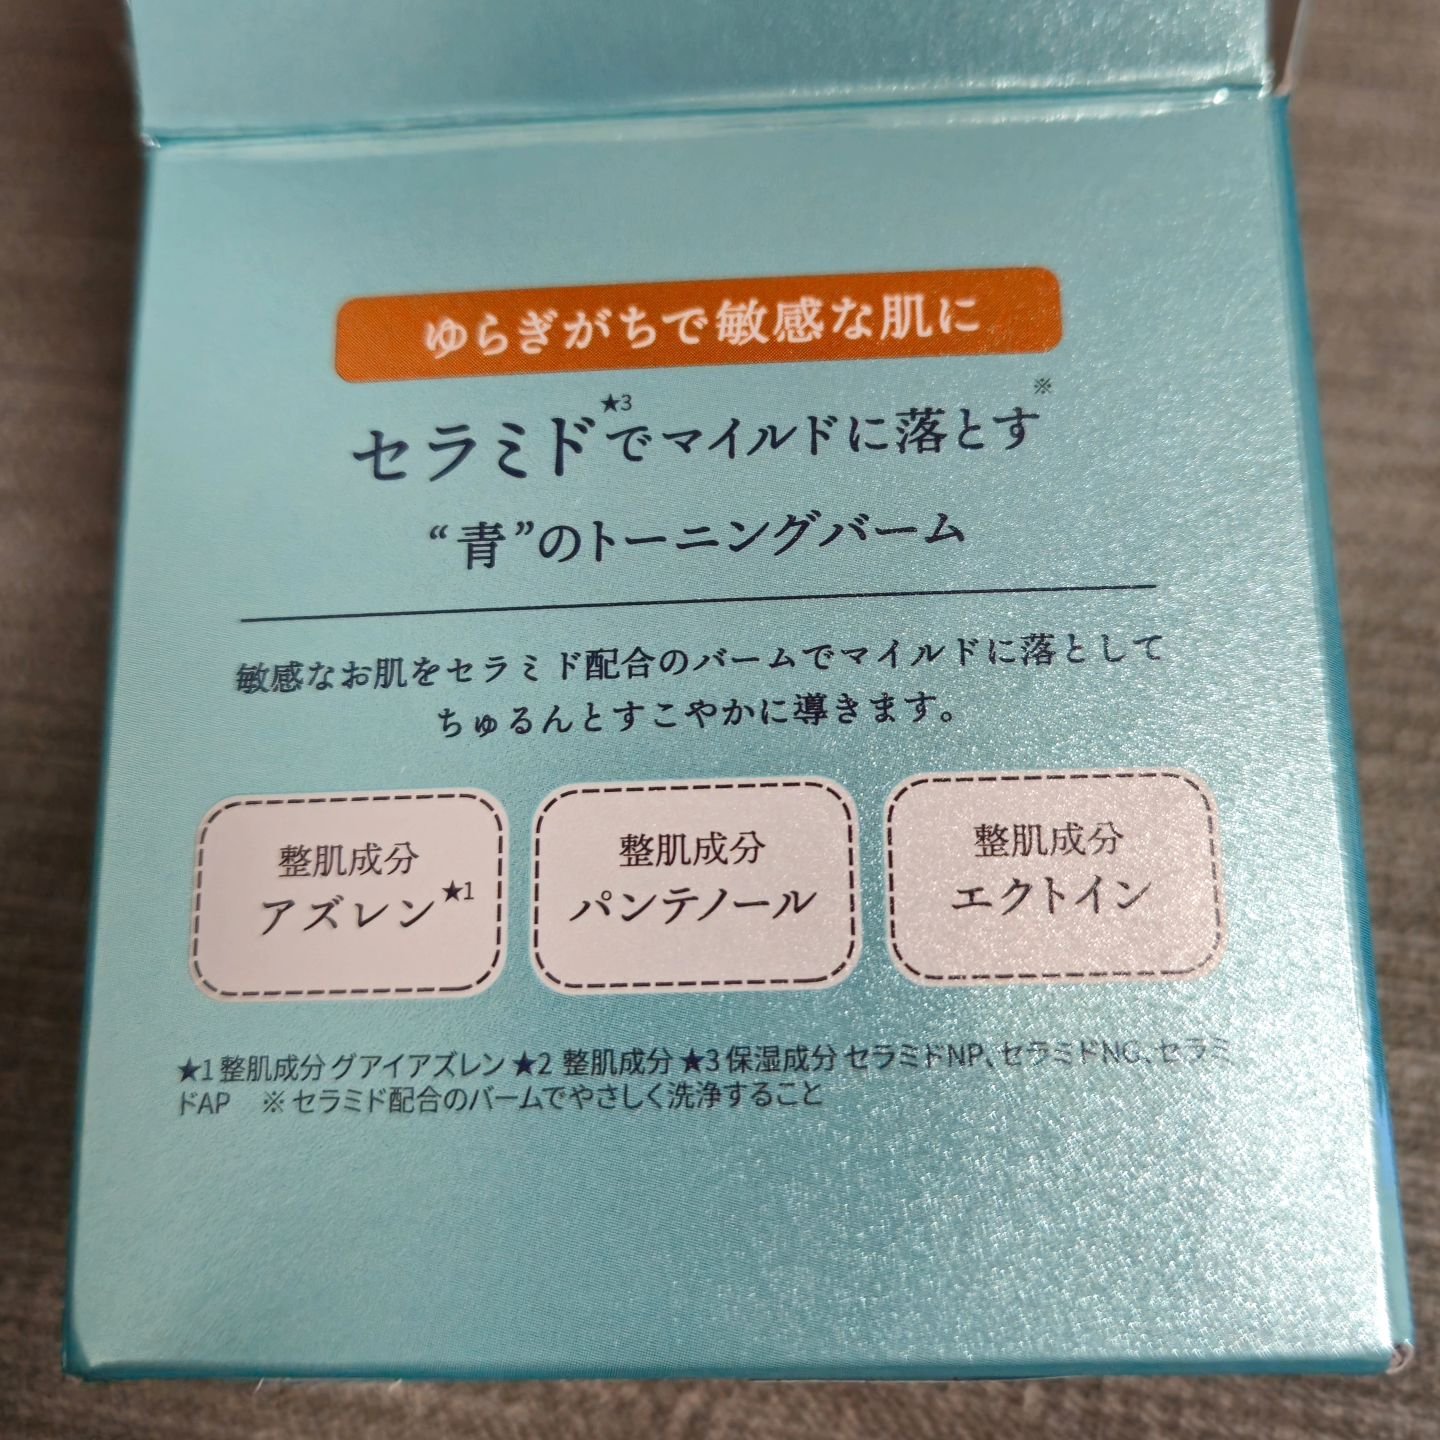 ゆらぎがちで敏感な肌に
セラミド★3でマイルドに落とす※
“青”のトーニングバーム
敏感なお肌をセラミド配合のバームでマイルドに落として
ちゅるんとすこやかに導きます。
整肌成分
アズレン★1
整肌成分
パンテノール
整肌成分
エクトイン
★1 整肌成分 グアイアズレン ★2 整肌成分 ★3 保湿成分 セラミドNP、セラミドNG、セラミ
ドAP ※ セラミド配合のバームでやさしく洗浄すること